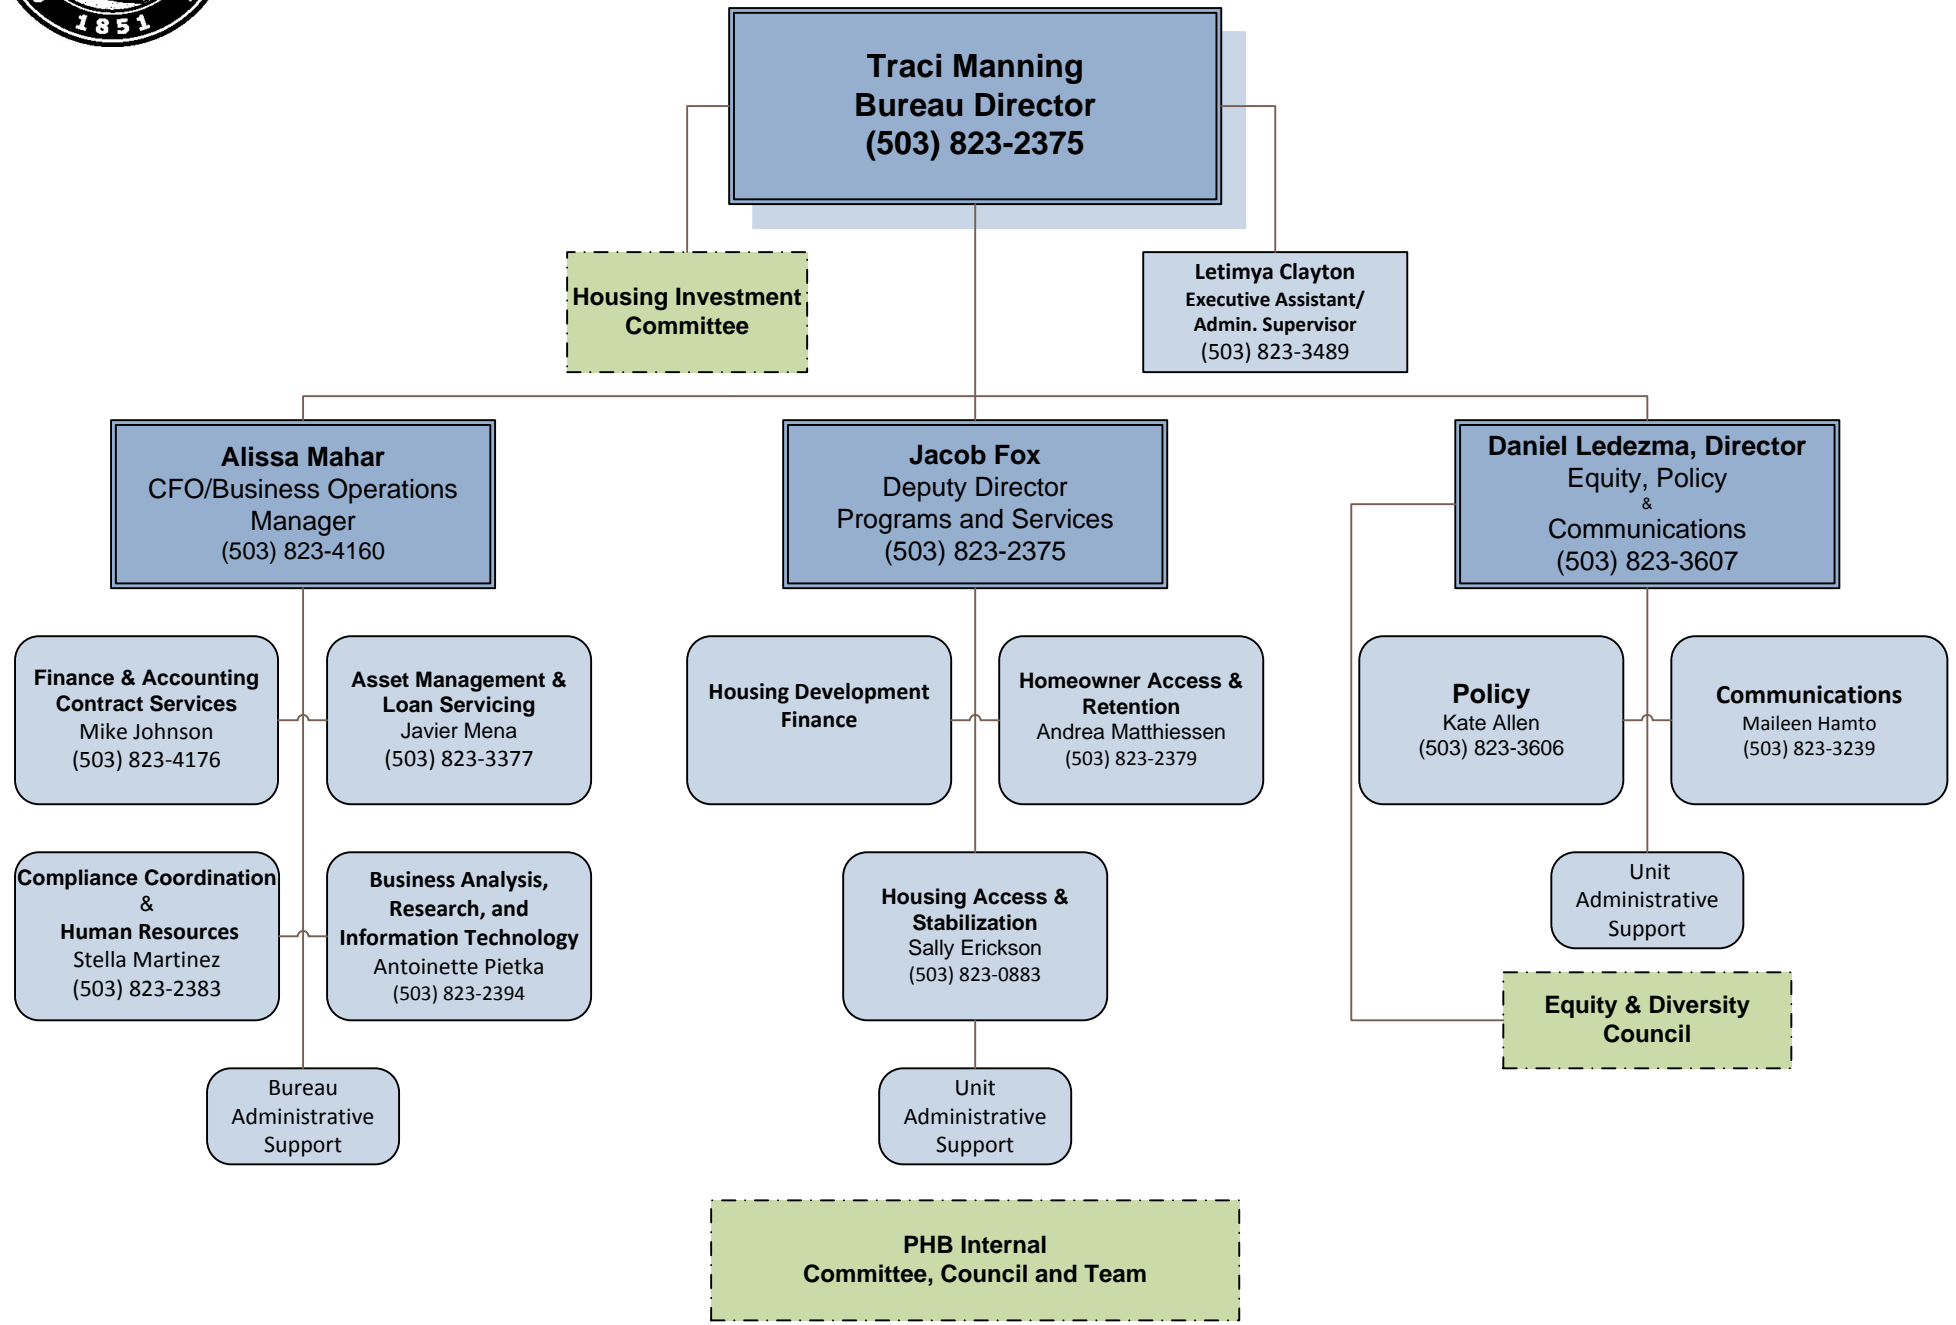 1851
Traci Manning
Bureau Director
(503) 823-2375
Housing Investment
Committee
Letimya Clayton
Executive Assistant/
Admin. Supervisor
(503) 823-3489
Alissa Mahar
CFO/Business Operations
Manager
(503) 823-4160
Jacob Fox
Deputy Director
Programs and Services
(503) 823-2375
Daniel Ledezma, Director
Equity, Policy
&
Communications
(503) 823-3607
Finance & Accounting
Contract Services
Mike Johnson
(503) 823-4176
Asset Management &
Loan Servicing
Javier Mena
(503) 823-3377
Housing Development
Finance
Homeowner Access &
Retention
Andrea Matthiessen
(503) 823-2379
Policy
Kate Allen
(503) 823-3606
Communications
Maileen Hamto
(503) 823-3239
Compliance Coordination
&
Human Resources
Stella Martinez
(503) 823-2383
Business Analysis,
Research, and
Information Technology
Antoinette Pietka
(503) 823-2394
Housing Access &
Stabilization
Sally Erickson
(503) 823-0883
Unit
Administrative
Support
Equity & Diversity
Council
Bureau
Administrative
Support
Unit
Administrative
Support
PHB Internal
Committee, Council and Team